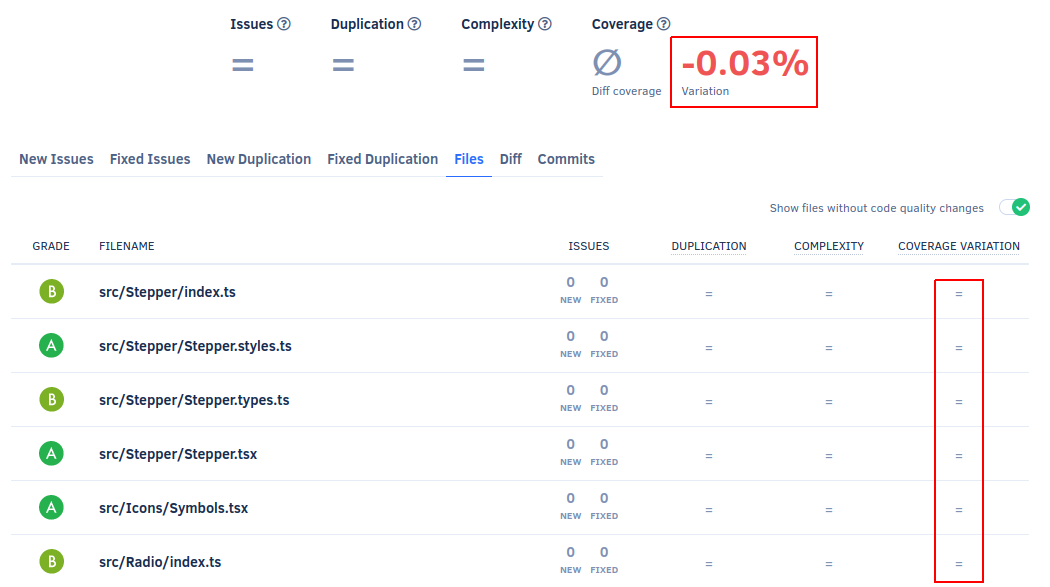 Issues ? Duplication ? Complexity ? Coverage ?
= = = Ø -0.03%
Diff coverage Variation
New Issues Fixed Issues New Duplication Fixed Duplication Files Diff Commits
Show files without code quality changes
GRADE FILENAME ISSUES DUPLICATION COMPLEXITY COVERAGE VARIATION
B src/Stepper/index.ts 0 0 = = =
NEW FIXED
A src/Stepper/Stepper.styles.ts 0 0 = = =
NEW FIXED
B src/Stepper/Stepper.types.ts 0 0 = = =
NEW FIXED
A src/Stepper/Stepper.tsx 0 0 = = =
NEW FIXED
A src/Icons/Symbols.tsx 0 0 = = =
NEW FIXED
B src/Radio/index.ts 0 0 = = =
NEW FIXED